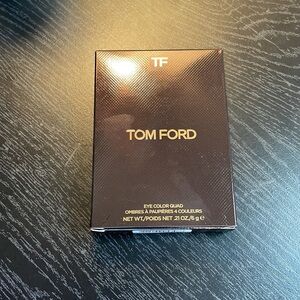 TF
TOM FORD
EYE COLOR QUAD
OMBRES À PAUPIÈRES 4 COULEURS
NET WT./POIDS NET .21 OZ./6 g ℮